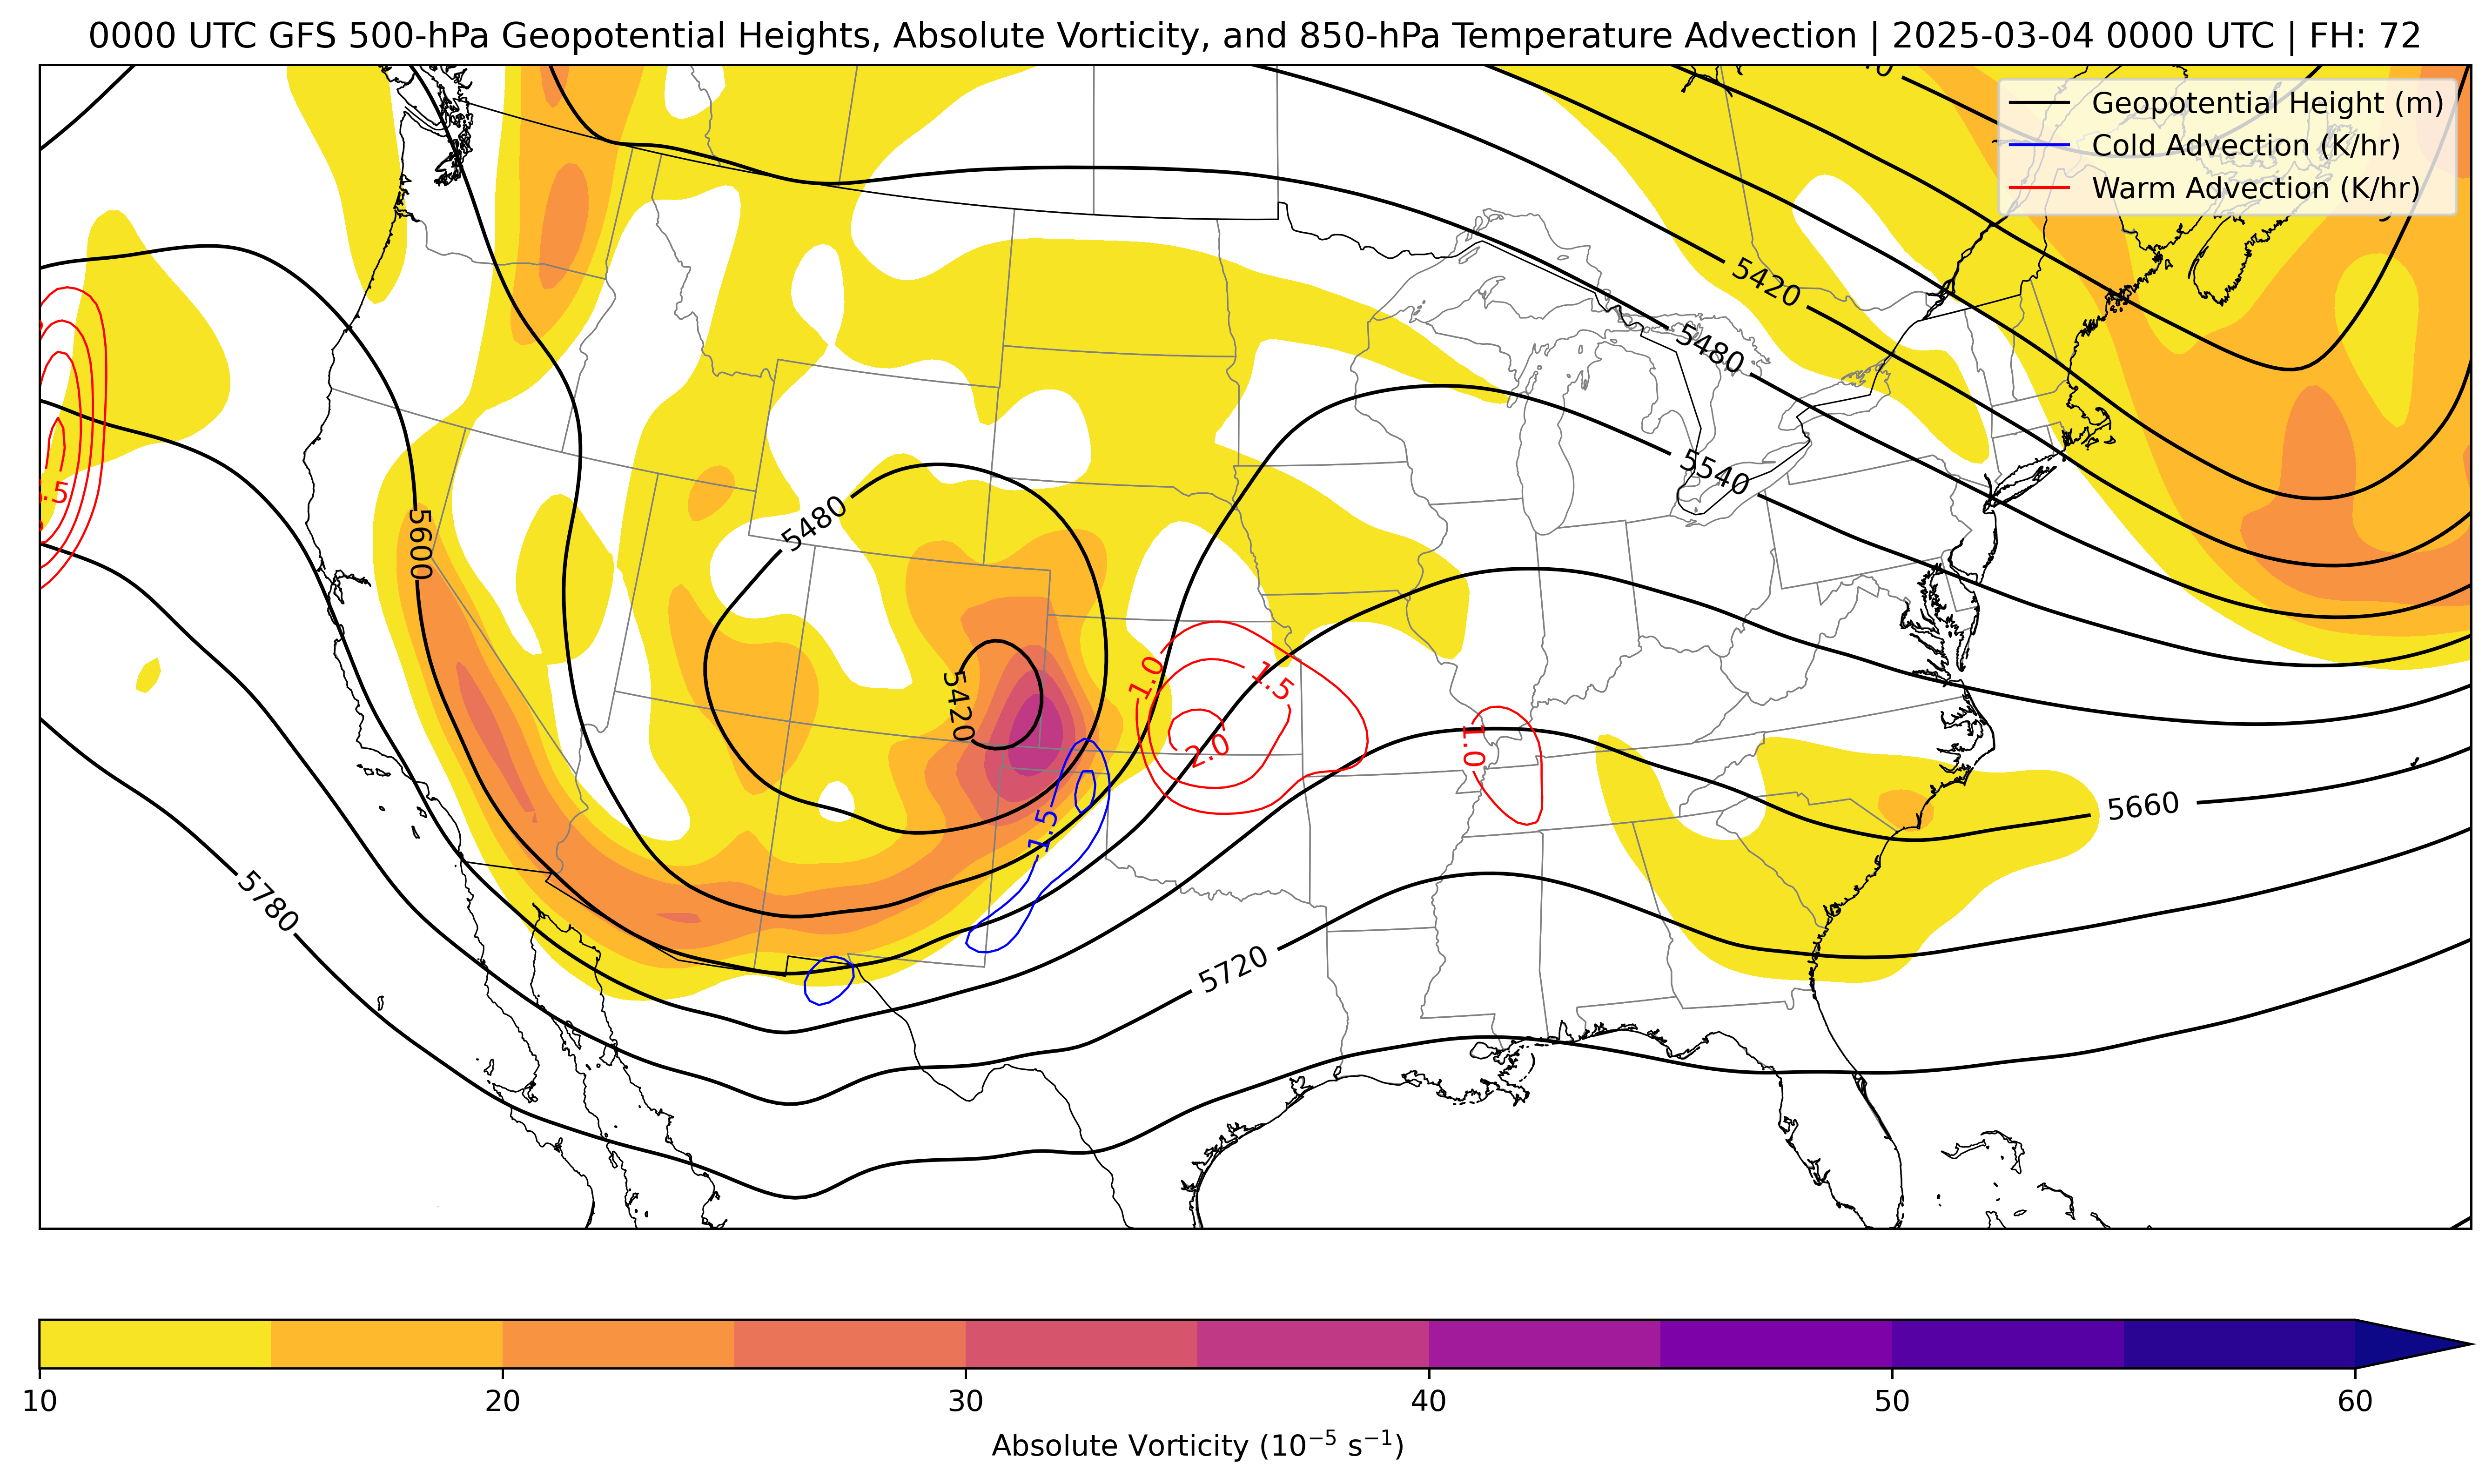 0000 UTC GFS 500-hPa Geopotential Heights, Absolute Vorticity, and 850-hPa Temperature Advection | 2025-03-04 0000 UTC | FH: 72
Geopotential Height (m)
Cold Advection (K/hr)
Warm Advection (K/hr)
5420
5480
5540
5480
.5
5600
1.0
1.5
5420
2.0
1.0
5660
1.5
5780
5720
10 20 30 40 50 60
Absolute Vorticity (10⁻⁵ s⁻¹)